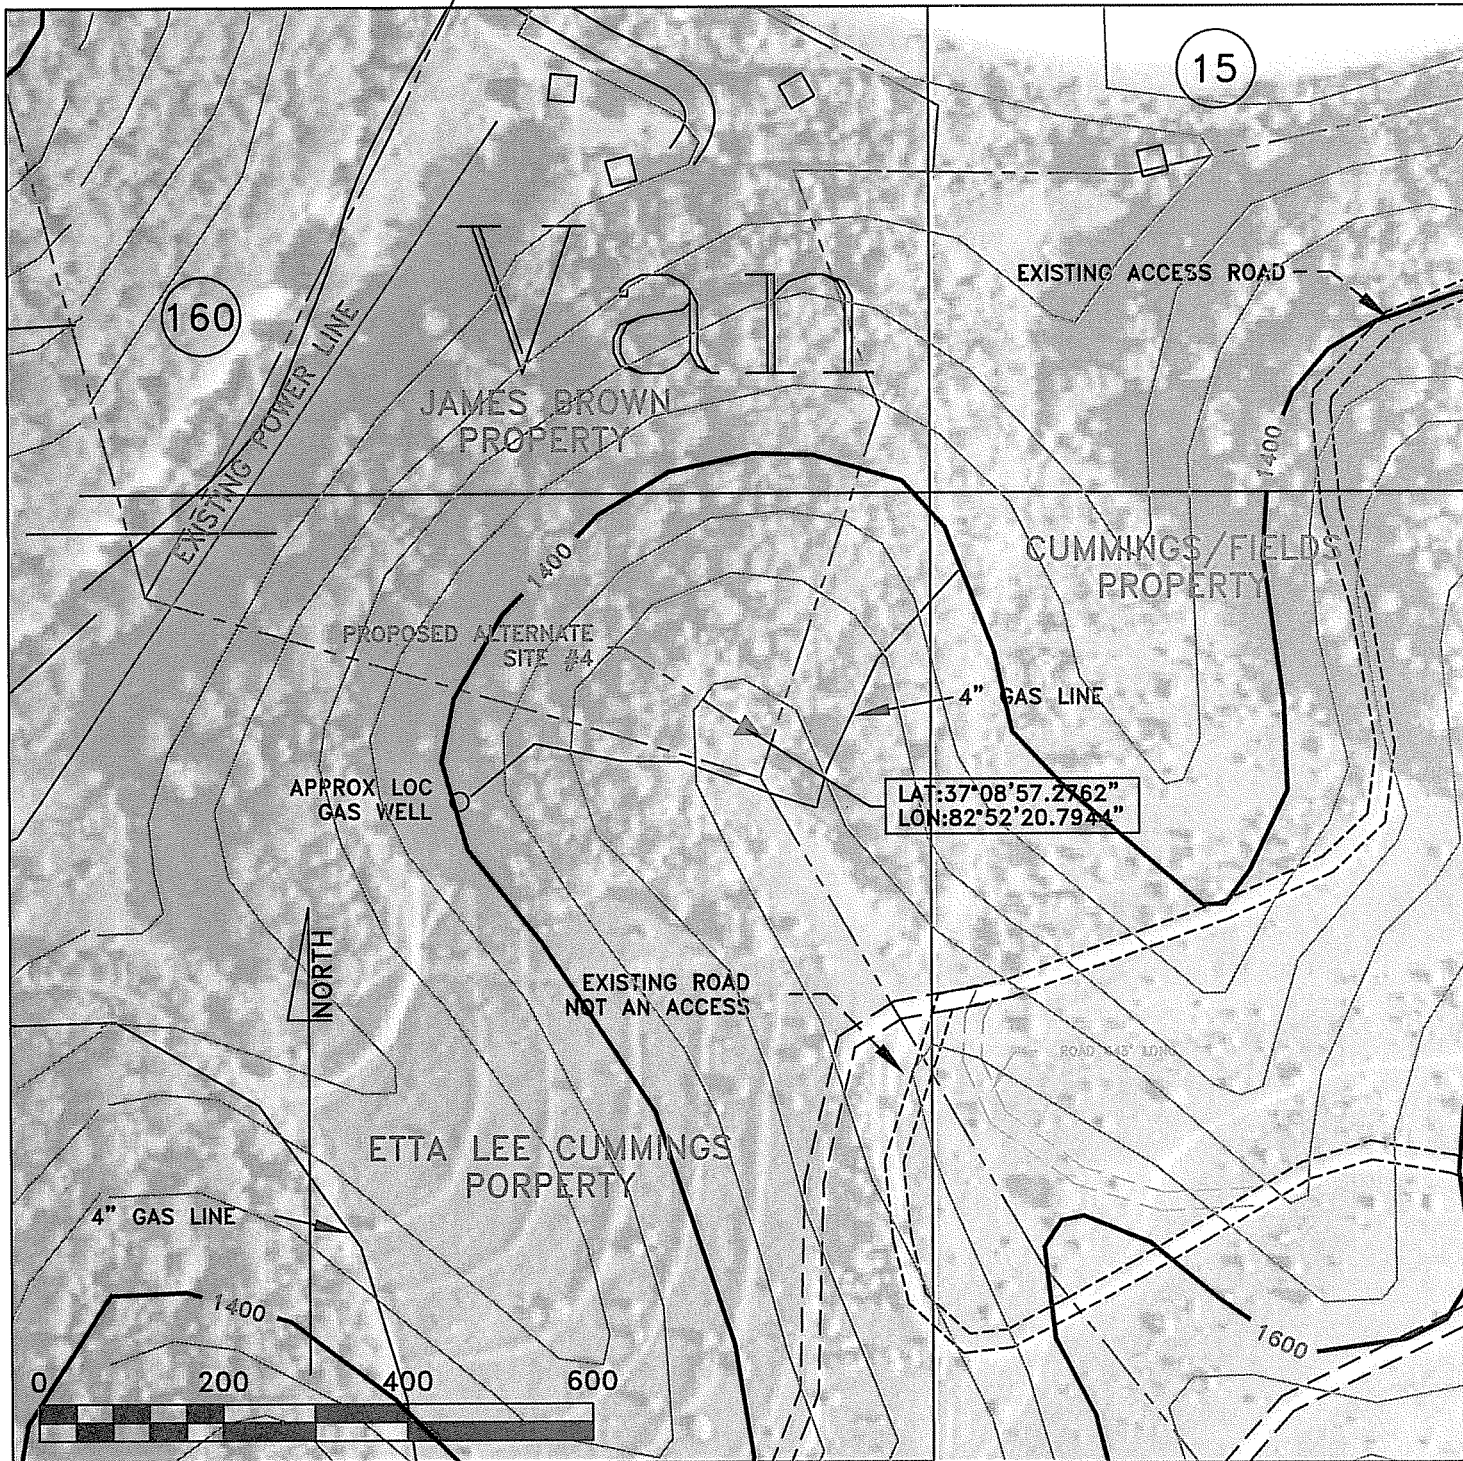 15
160
EXISTING POWER LINE
Van
EXISTING ACCESS ROAD
JAMES BROWN
PROPERTY
1400
1400
CUMMINGS/FIELDS
PROPERTY
PROPOSED ALTERNATE
SITE #4
4" GAS LINE
APPROX LOC
GAS WELL
LAT:37°08'57.2762"
LON:82°52'20.7944"
NORTH
EXISTING ROAD
NOT AN ACCESS
ROAD
ETTA LEE CUMMINGS
PORPERTY
4" GAS LINE
1400
1600
0 200 400 600